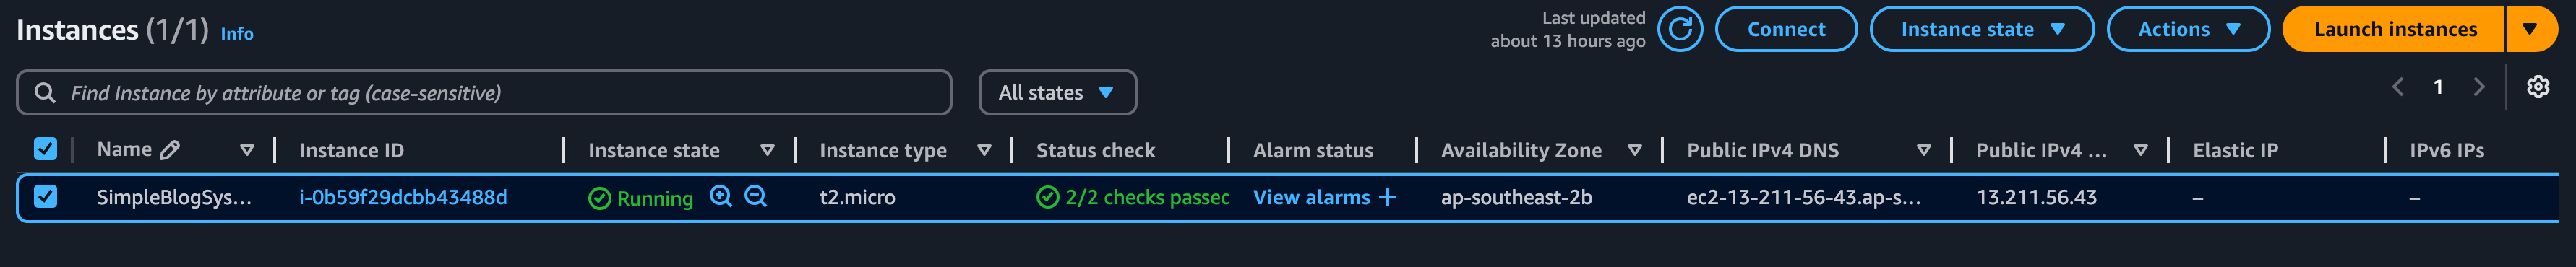 Instances (1/1) Info
Last updated
about 13 hours ago
Connect
Instance state
Actions
Launch instances
Find Instance by attribute or tag (case-sensitive)
All states
1
Name Instance ID Instance state Instance type Status check Alarm status Availability Zone Public IPv4 DNS Public IPv4 ... Elastic IP IPv6 IPs
SimpleBlogSys... i-0b59f29dcbb43488d Running t2.micro 2/2 checks passec View alarms + ap-southeast-2b ec2-13-211-56-43.ap-s... 13.211.56.43 – –